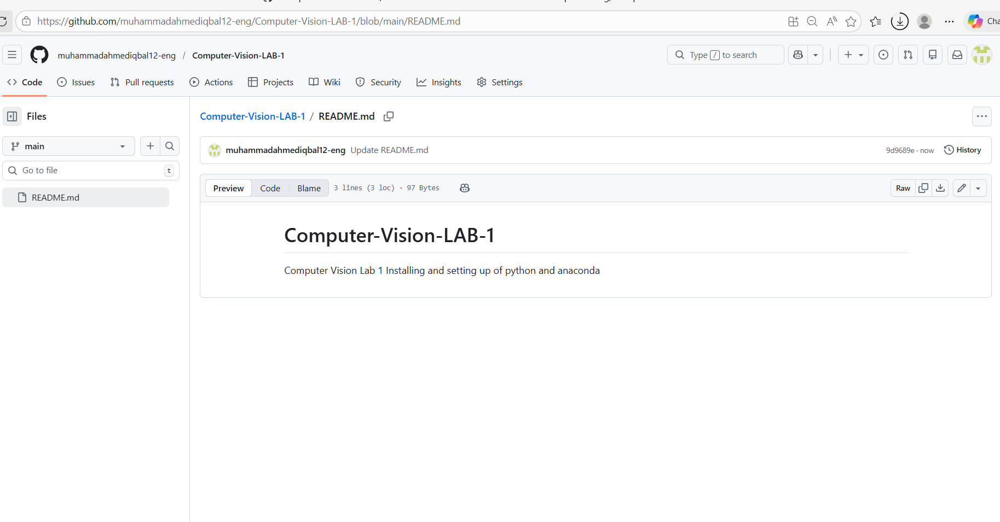 https://github.com/muhammadahmediqbal12-eng/Computer-Vision-LAB-1/blob/main/README.md
muhammadahmediqbal12-eng / Computer-Vision-LAB-1
Type / to search
Code Issues Pull requests Actions Projects Wiki Security Insights Settings
Files
Computer-Vision-LAB-1 / README.md
main
muhammadahmediqbal12-eng Update README.md
9d9689e · now History
Go to file t
Preview Code Blame 3 lines (3 loc) · 97 Bytes
Raw
README.md
Computer-Vision-LAB-1
Computer Vision Lab 1 Installing and setting up of python and anaconda